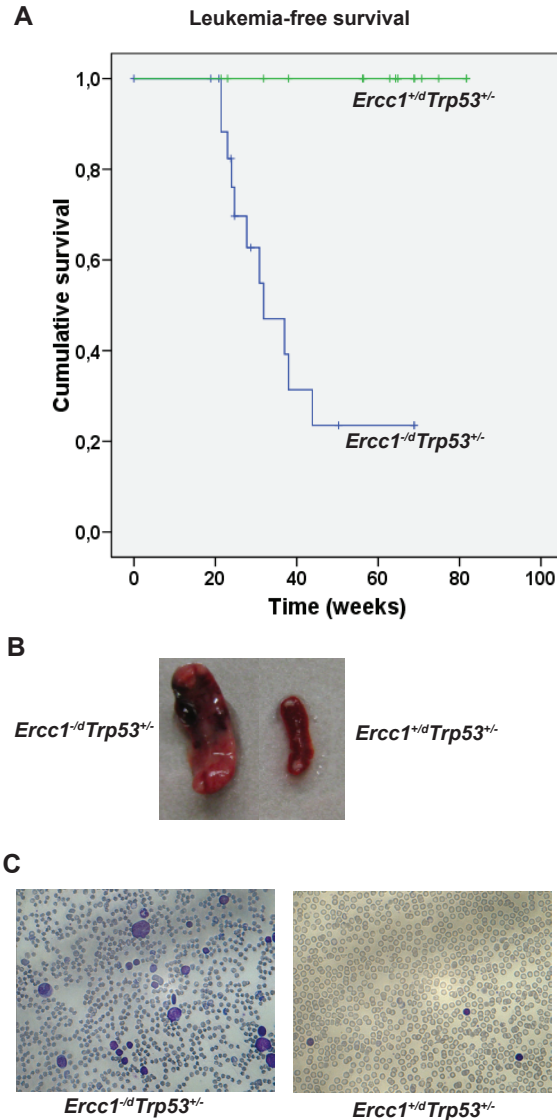 A
Leukemia-free survival
Cumulative survival
1,0
0,8
0,6
0,4
0,2
0,0
Ercc1+/dTrp53+/-
Ercc1-/dTrp53+/-
0 20 40 60 80 100
Time (weeks)
B
Ercc1-/dTrp53+/- Ercc1+/dTrp53+/-
C
Ercc1-/dTrp53+/- Ercc1+/dTrp53+/-